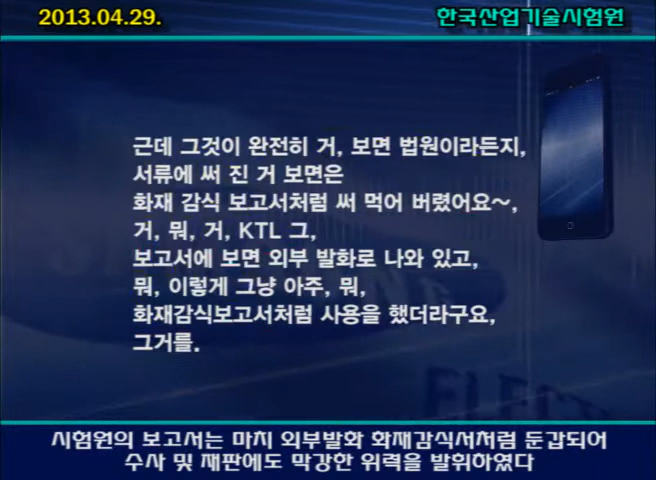 2013.04.29.
한국산업기술시험원
근데 그것이 완전히 거, 보면 법원이라든지,
서류에 써 진 거 보면은
화재 감식 보고서처럼 써 먹어 버렸어요~,
거, 뭐, 거, KTL 그,
보고서에 보면 외부 발화로 나와 있고,
뭐, 이렇게 그냥 아주, 뭐,
화재감식보고서처럼 사용을 했더라구요,
그거를.
시험원의 보고서는 마치 외부발화 화재감식서처럼 둔갑되어
수사 및 재판에도 막강한 위력을 발휘하였다